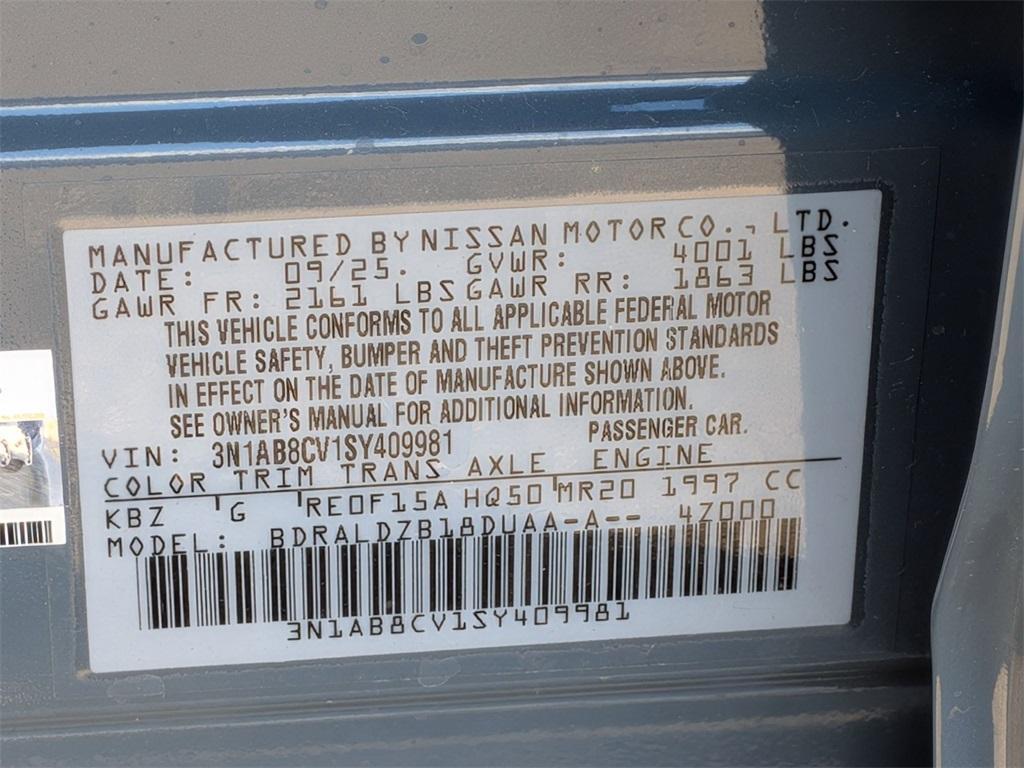 MANUFACTURED BY NISSAN MOTOR CO., LTD.
DATE: 09/25. GVWR: 4001 LBS
GAWR FR: 2161 LBS GAWR RR: 1863 LBS
THIS VEHICLE CONFORMS TO ALL APPLICABLE FEDERAL MOTOR
VEHICLE SAFETY, BUMPER AND THEFT PREVENTION STANDARDS
IN EFFECT ON THE DATE OF MANUFACTURE SHOWN ABOVE.
SEE OWNER'S MANUAL FOR ADDITIONAL INFORMATION.
VIN: 3N1AB8CV1SY409981 PASSENGER CAR.
COLOR TRIM TRANS AXLE ENGINE
KBZ G RE0F15A HQ50 MR20 1997 CC
MODEL: BDRALDZB18DUAA-A-- 4Z000
3N1AB8CV1SY409981